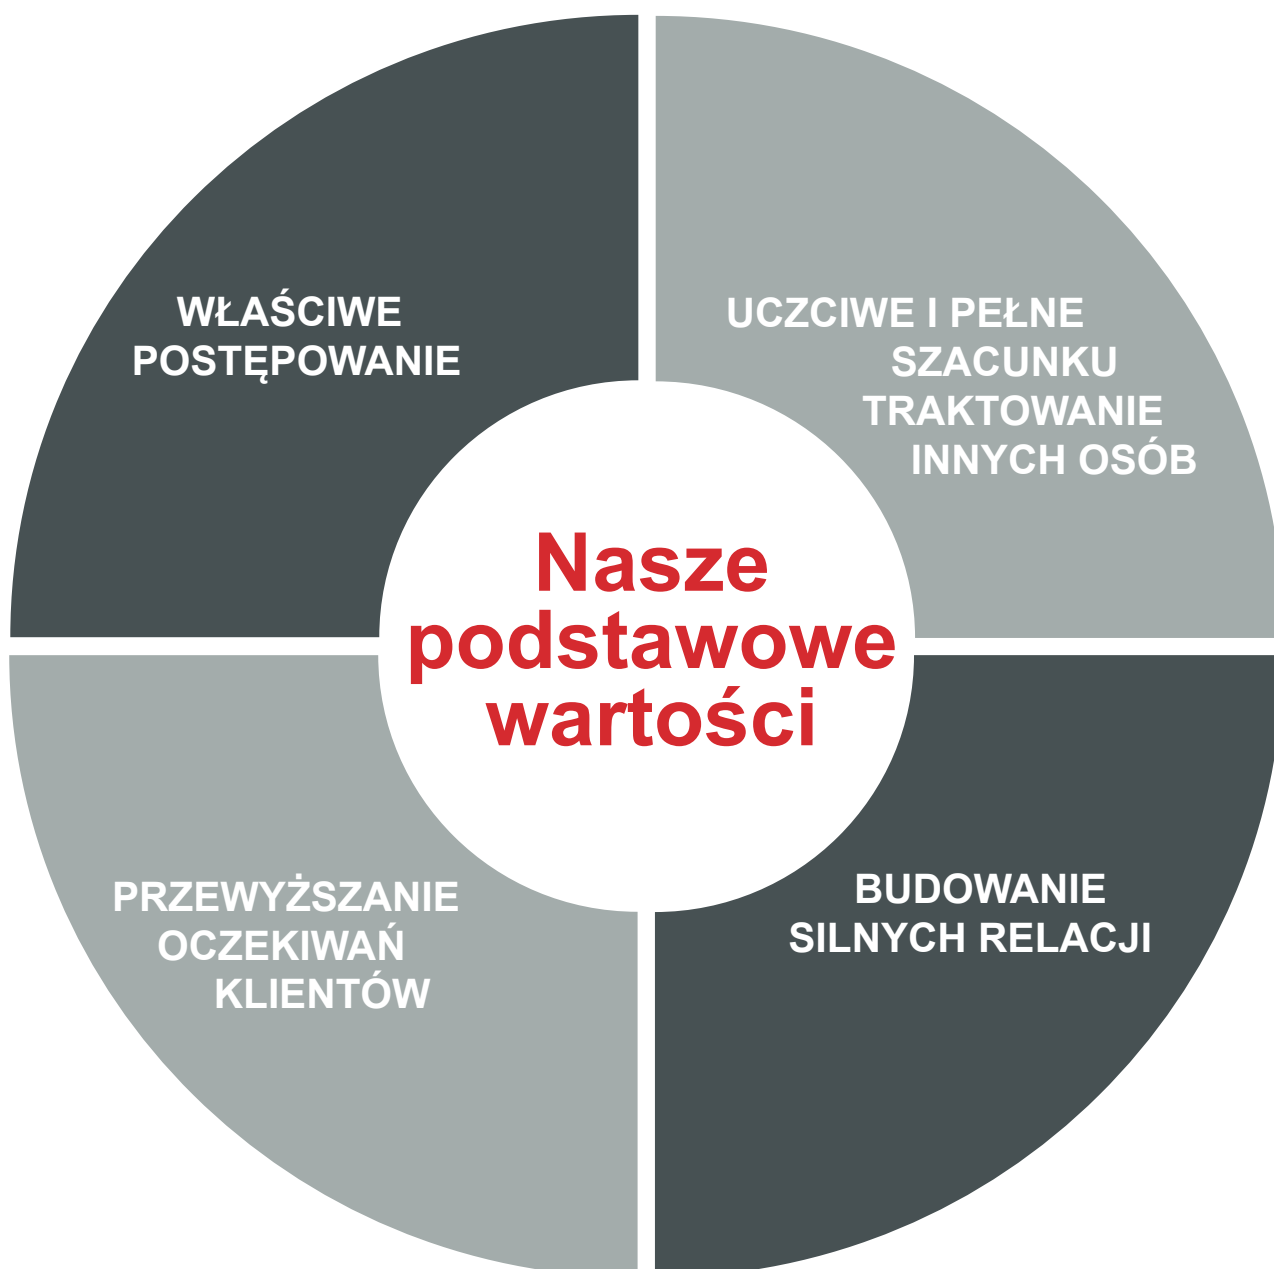 WŁAŚCIWE
POSTĘPOWANIE
UCZCIWE I PEŁNE
SZACUNKU
TRAKTOWANIE
INNYCH OSÓB
Nasze
podstawowe
wartości
PRZEWYŻSZANIE
OCZEKIWAŃ
KLIENTÓW
BUDOWANIE
SILNYCH RELACJI